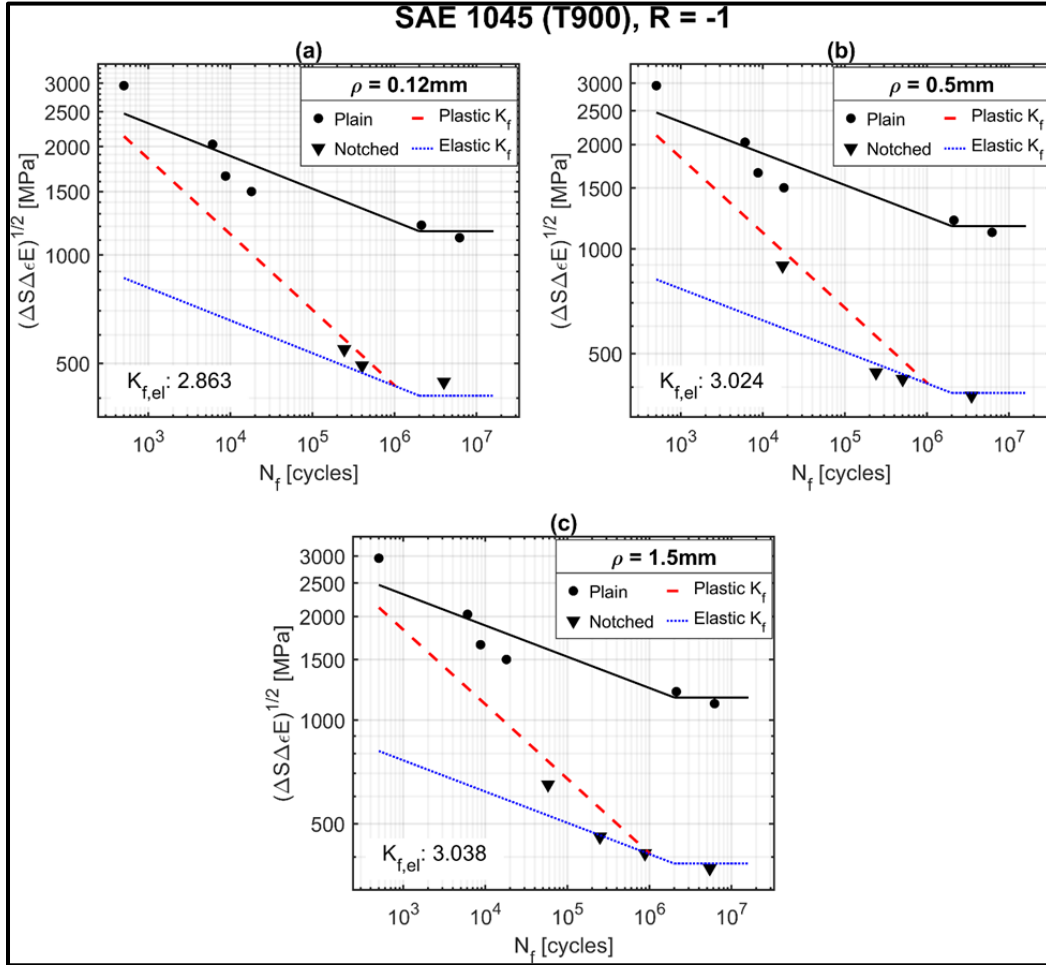 SAE 1045 (T900), R = -1
(a)
ρ = 0.12mm
Plain
Plastic K_f
Notched
Elastic K_f
3000
2500
2000
1500
1000
500
(ΔSΔϵE)^1/2 [MPa]
K_f,el: 2.863
10^3 10^4 10^5 10^6 10^7
N_f [cycles]
(b)
ρ = 0.5mm
Plain
Plastic K_f
Notched
Elastic K_f
3000
2500
2000
1500
1000
500
(ΔSΔϵE)^1/2 [MPa]
K_f,el: 3.024
10^3 10^4 10^5 10^6 10^7
N_f [cycles]
(c)
ρ = 1.5mm
Plain
Plastic K_f
Notched
Elastic K_f
3000
2500
2000
1500
1000
500
(ΔSΔϵE)^1/2 [MPa]
K_f,el: 3.038
10^3 10^4 10^5 10^6 10^7
N_f [cycles]